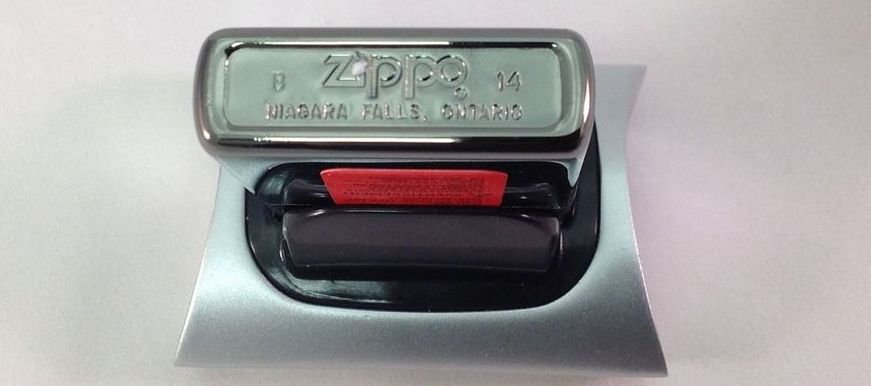 B zippo® 14
NIAGARA FALLS, ONTARIO